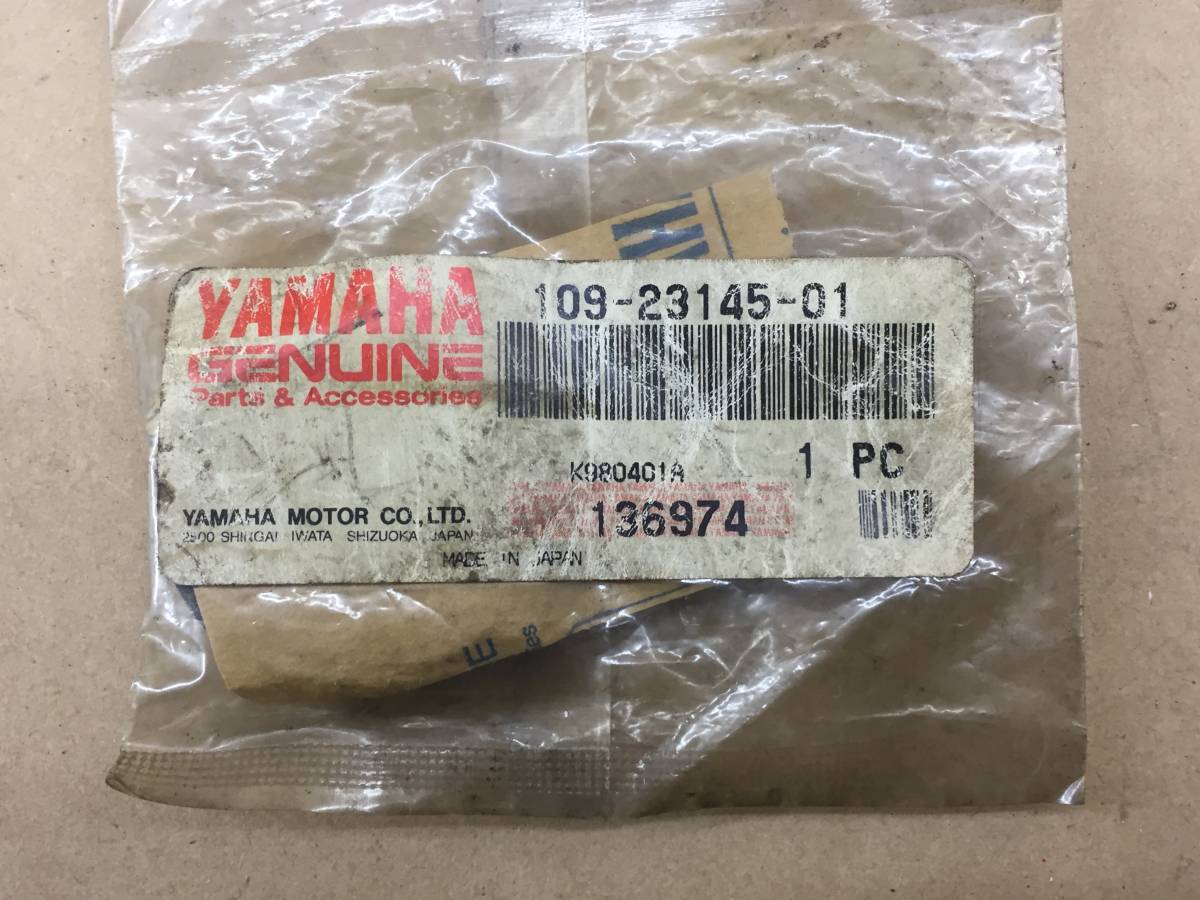 YAMAHA
GENUINE
Parts & Accessories
109-23145-01
1 PC
K980401A
136974
YAMAHA MOTOR CO.,LTD.
2500 SHINGAI IWATA SHIZUOKA JAPAN
MADE IN JAPAN
E
es